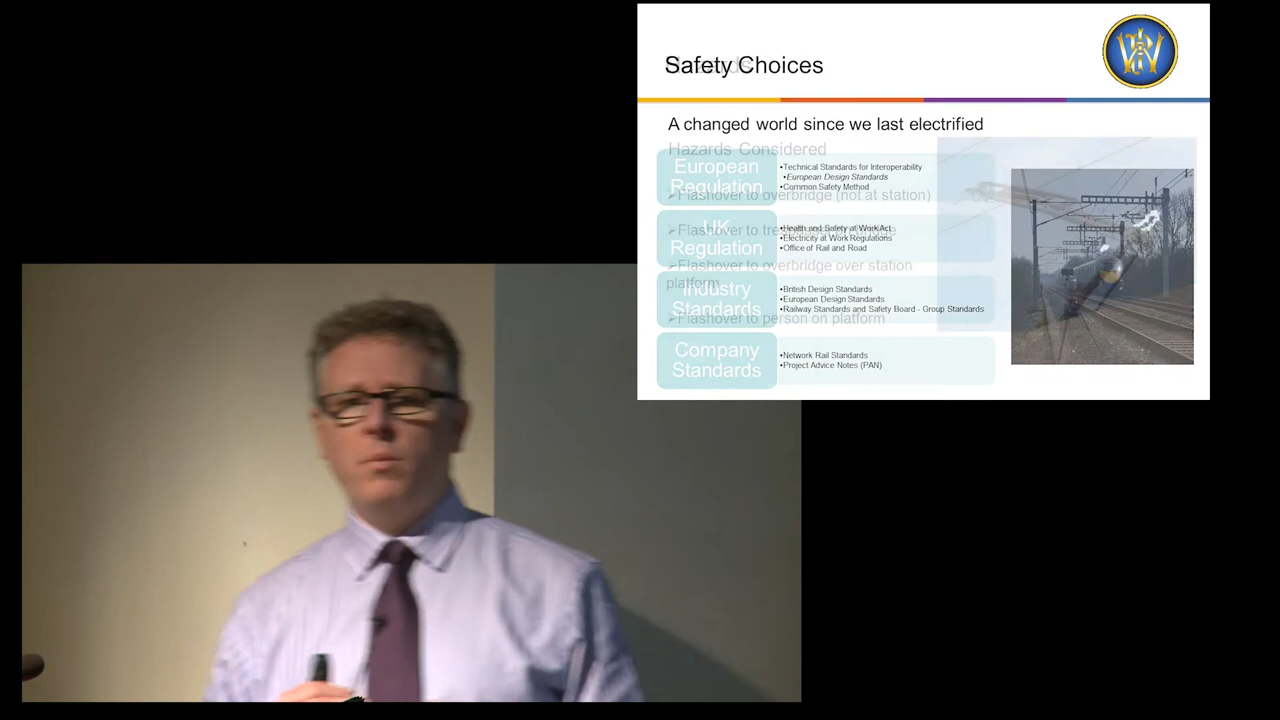 Safety Choices
A changed world since we last electrified
Hazards Considered
European
Regulation
•Technical Standards for Interoperability
•European Design Standards
•Common Safety Method
➢Flashover to overbridge (not at station)
UK
Regulation
•Health and Safety at Work Act
•Electricity at Work Regulations
•Office of Rail and Road
➢Flashover to overbridge over station
platform
Industry
Standards
•British Design Standards
•European Design Standards
•Railway Standards and Safety Board - Group Standards
➢Flashover to person on platform
Company
Standards
•Network Rail Standards
•Project Advice Notes (PAN)